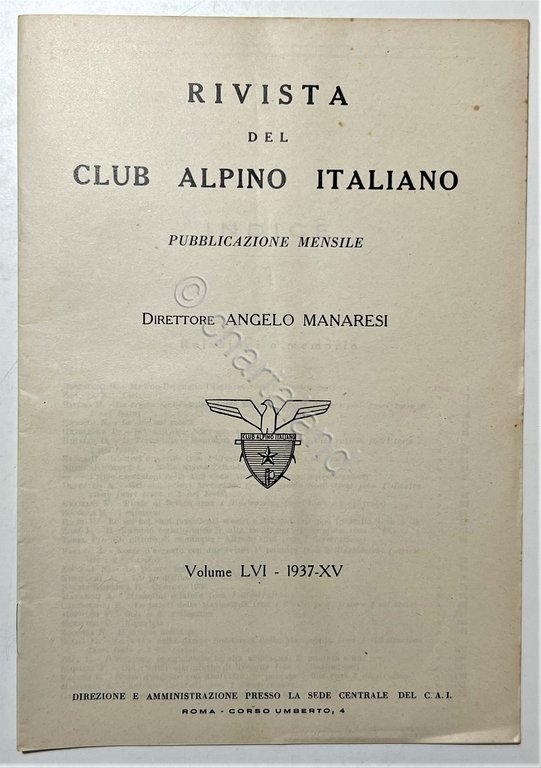 RIVISTA
DEL
CLUB ALPINO ITALIANO
PUBBLICAZIONE MENSILE
DIRETTORE ANGELO MANARESI
© chartaland
CLUB ALPINO ITALIANO
Volume LVI - 1937-XV
DIREZIONE E AMMINISTRAZIONE PRESSO LA SEDE CENTRALE DEL C. A. I.
ROMA - CORSO UMBERTO, 4